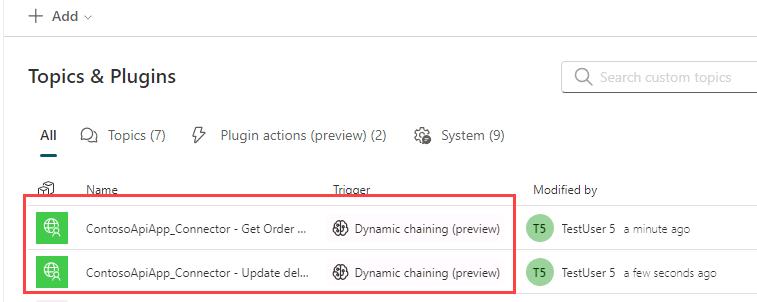 Add
Topics & Plugins
Search custom topics
All Topics (7) Plugin actions (preview) (2) System (9)
Name Trigger Modified by
ContosoApiApp_Connector - Get Order ... Dynamic chaining (preview) T5 TestUser 5 a minute ago
ContosoApiApp_Connector - Update del... Dynamic chaining (preview) T5 TestUser 5 a few seconds ago